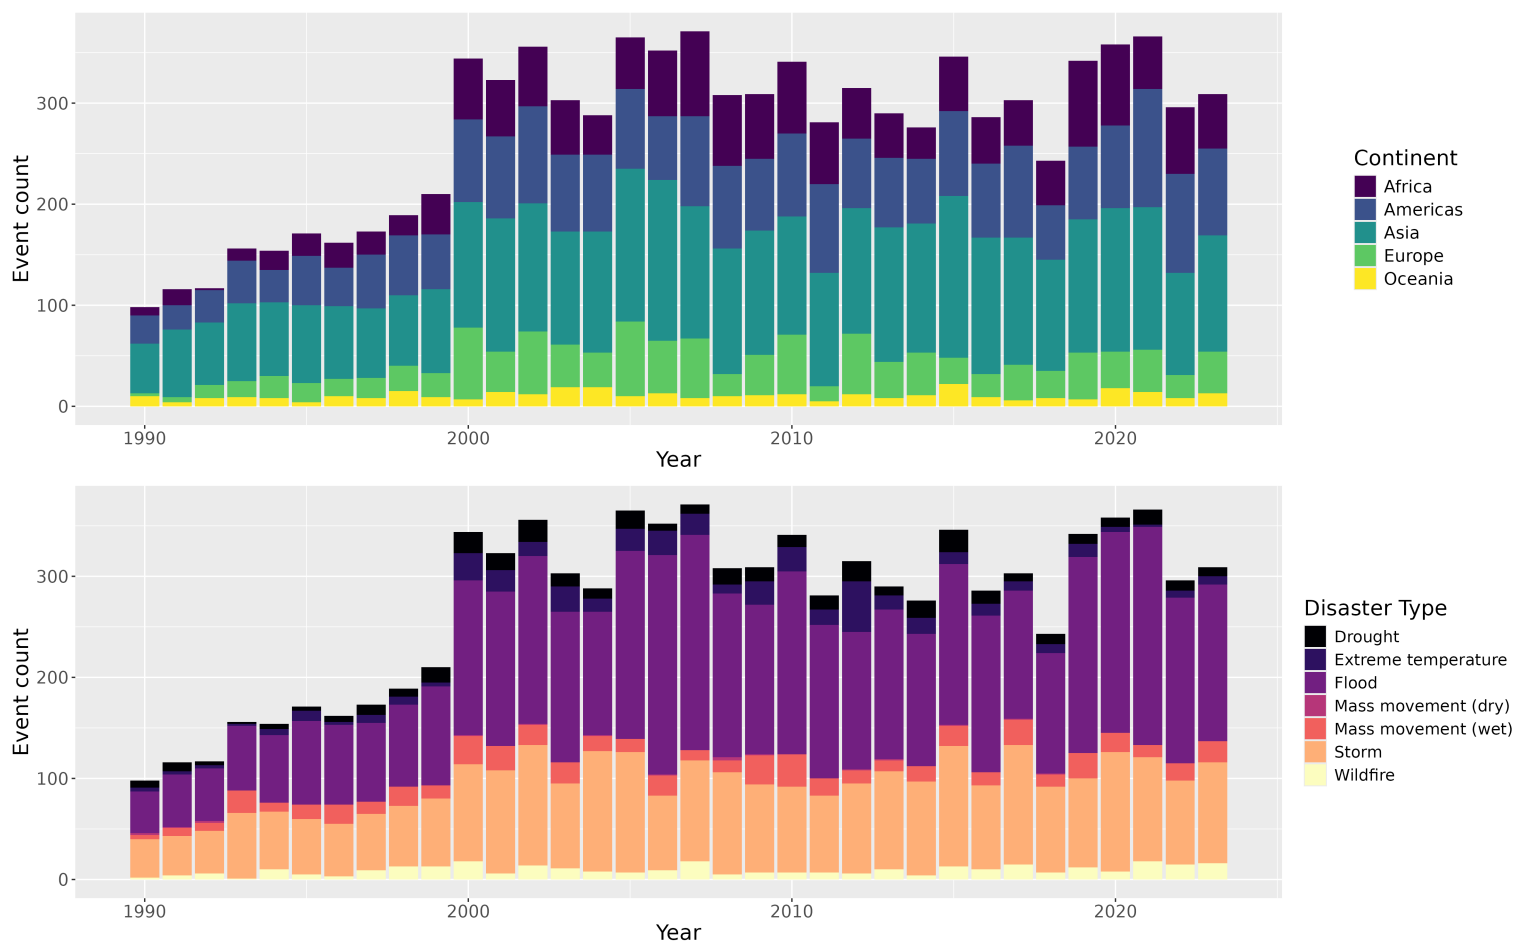 Event count
300
200
100
0
1990
2000
2010
2020
Year
Continent
Africa
Americas
Asia
Europe
Oceania
Event count
300
200
100
0
1990
2000
2010
2020
Year
Disaster Type
Drought
Extreme temperature
Flood
Mass movement (dry)
Mass movement (wet)
Storm
Wildfire